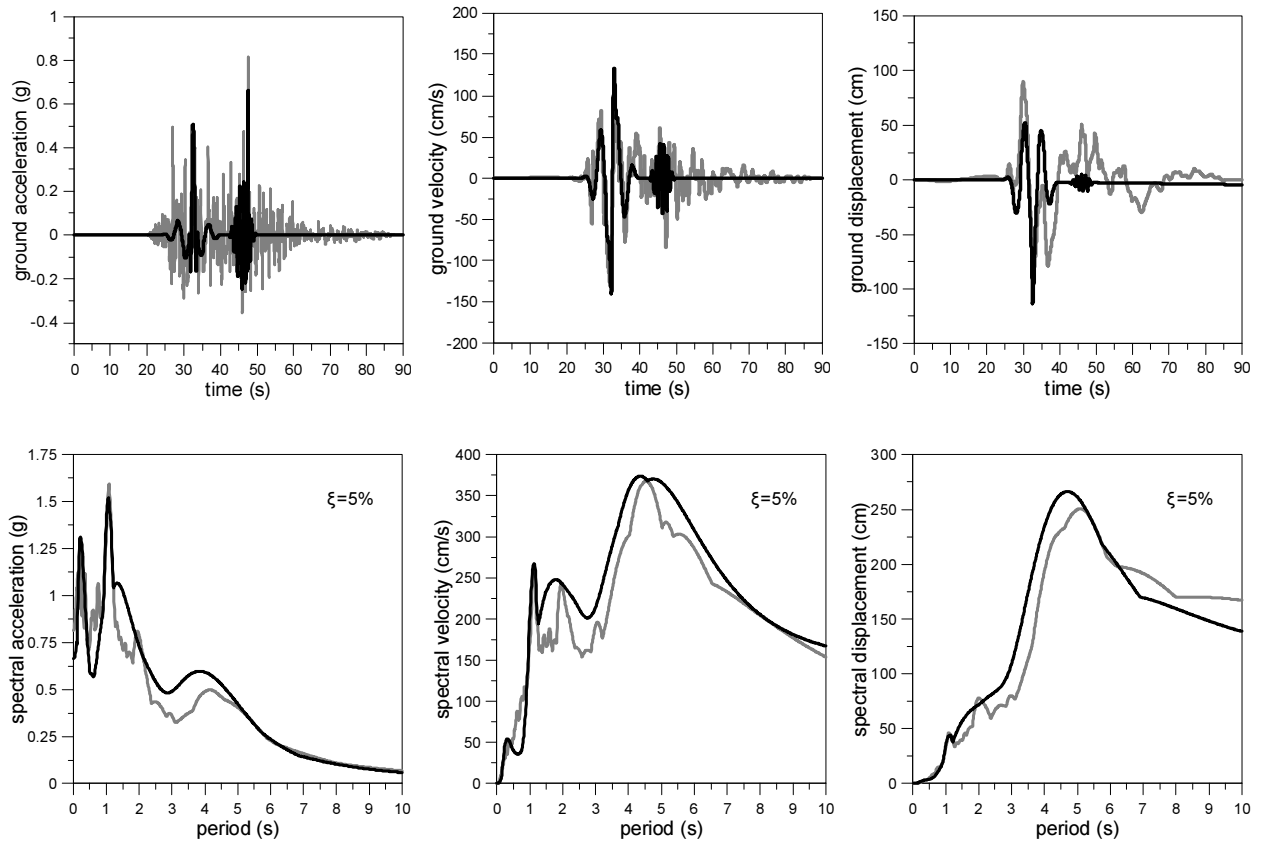 ground acceleration (g)
1
0.8
0.6
0.4
0.2
0
-0.2
-0.4
0 10 20 30 40 50 60 70 80 90
time (s)
ground velocity (cm/s)
200
150
100
50
0
-50
-100
-150
-200
0 10 20 30 40 50 60 70 80 90
time (s)
ground displacement (cm)
150
100
50
0
-50
-100
-150
0 10 20 30 40 50 60 70 80 90
time (s)
spectral acceleration (g)
1.75
1.5
1.25
1
0.75
0.5
0.25
0
ξ=5%
0 1 2 3 4 5 6 7 8 9 10
period (s)
spectral velocity (cm/s)
400
350
300
250
200
150
100
50
0
ξ=5%
0 1 2 3 4 5 6 7 8 9 10
period (s)
spectral displacement (cm)
300
250
200
150
100
50
0
ξ=5%
0 1 2 3 4 5 6 7 8 9 10
period (s)